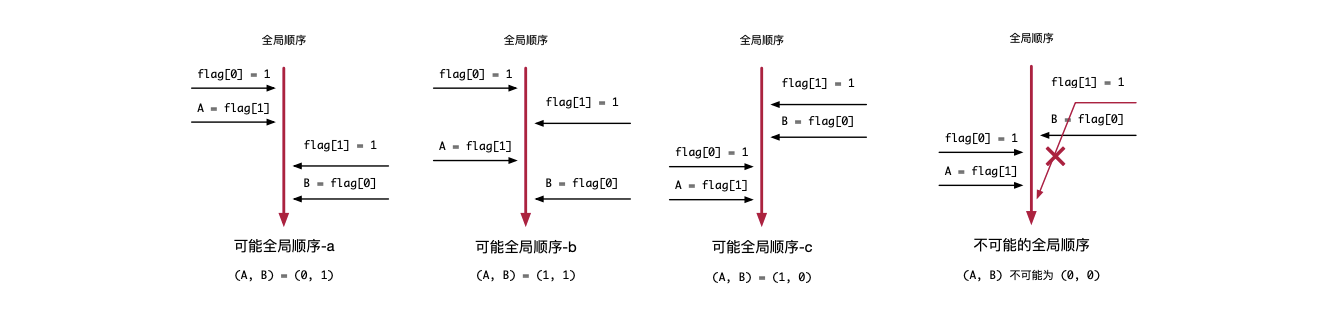 全局顺序
flag[0] = 1
A = flag[1]
flag[1] = 1
B = flag[0]
可能全局顺序-a
(A, B) = (0, 1)
全局顺序
flag[0] = 1
flag[1] = 1
A = flag[1]
B = flag[0]
可能全局顺序-b
(A, B) = (1, 1)
全局顺序
flag[1] = 1
B = flag[0]
flag[0] = 1
A = flag[1]
可能全局顺序-c
(A, B) = (1, 0)
全局顺序
flag[1] = 1
B = flag[0]
flag[0] = 1
A = flag[1]
不可能的全局顺序
(A, B) 不可能为 (0, 0)